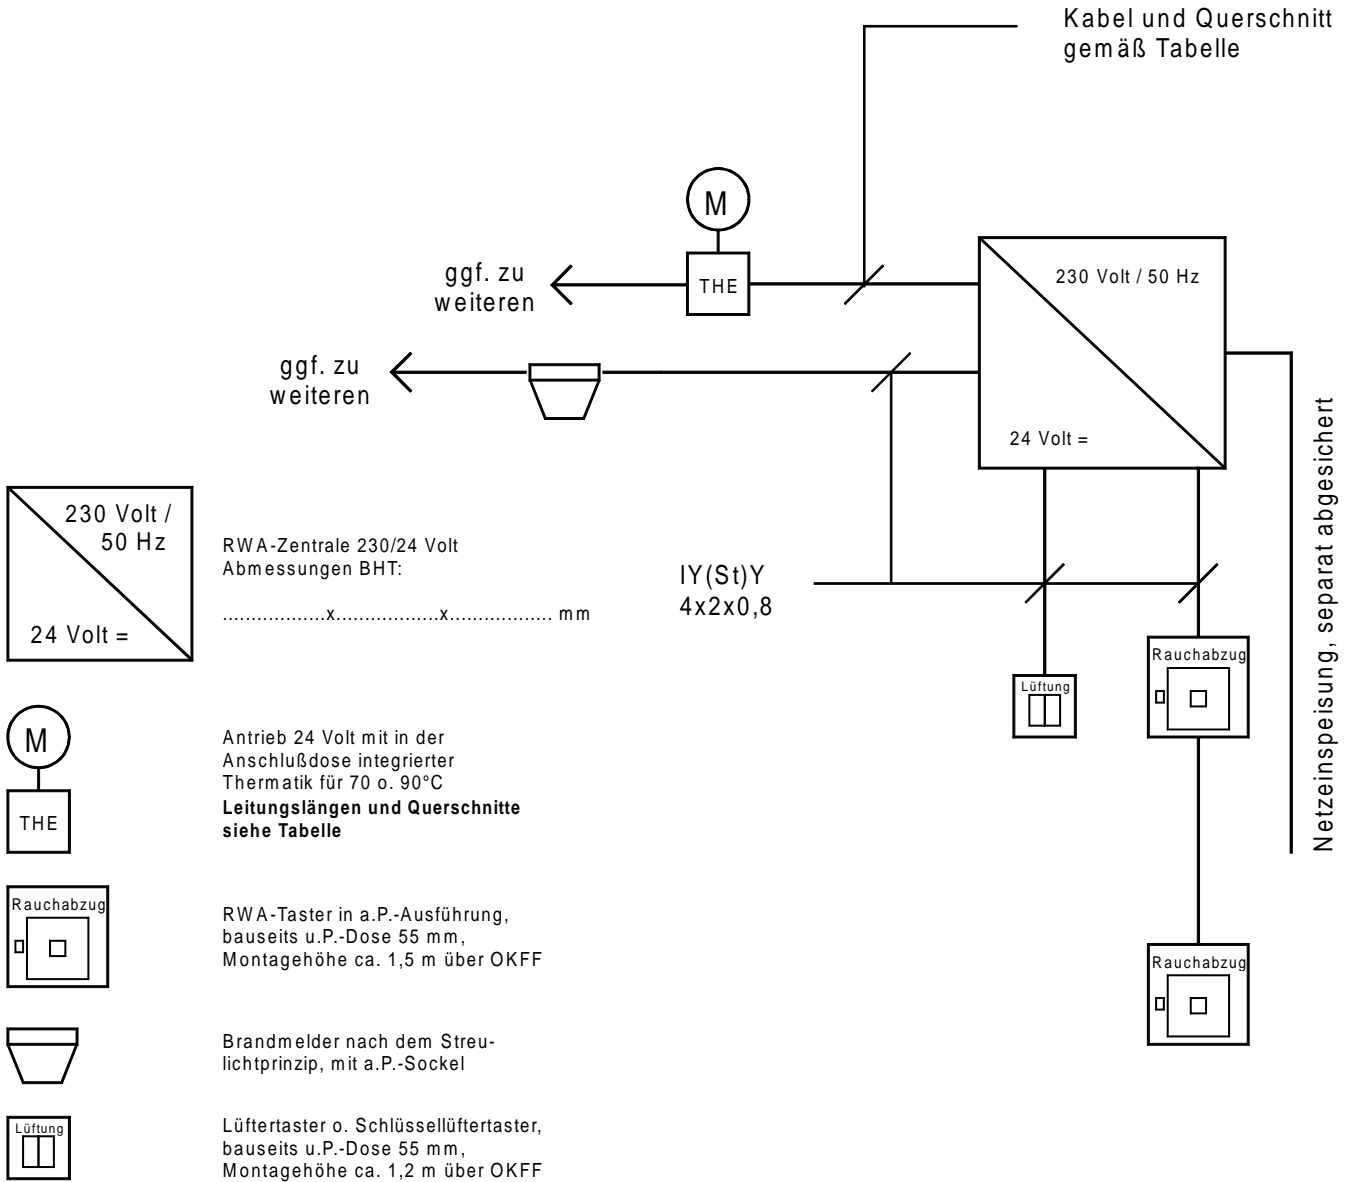 Kabel und Querschnitt
gemäß Tabelle
M
THE
ggf. zu
weiteren
230 Volt / 50 Hz
24 Volt =
ggf. zu
weiteren
Netzeinspeisung, separat abgesichert
IY(St)Y
4x2x0,8
Lüftung
Rauchabzug
Rauchabzug
230 Volt /
50 Hz
24 Volt =
RWA-Zentrale 230/24 Volt
Abmessungen BHT:
..................x..................x.................. mm
M
THE
Antrieb 24 Volt mit in der
Anschlußdose integrierter
Thermatik für 70 o. 90°C
Leitungslängen und Querschnitte
siehe Tabelle
Rauchabzug
RWA-Taster in a.P.-Ausführung,
bauseits u.P.-Dose 55 mm,
Montagehöhe ca. 1,5 m über OKFF
Brandmelder nach dem Streu-
lichtprinzip, mit a.P.-Sockel
Lüftung
Lüftertaster o. Schlüssellüftertaster,
bauseits u.P.-Dose 55 mm,
Montagehöhe ca. 1,2 m über OKFF